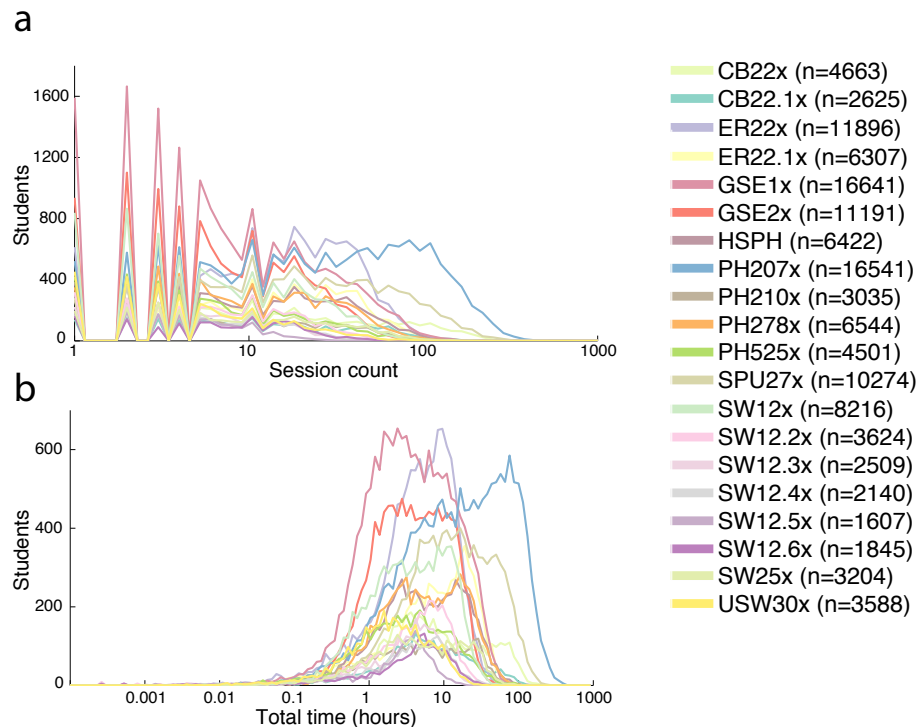 a
1600
1200
800
400
0
Students
1
10
100
1000
Session count
b
600
400
200
0
Students
0.001
0.01
0.1
1
10
100
1000
Total time (hours)
CB22x (n=4663)
CB22.1x (n=2625)
ER22x (n=11896)
ER22.1x (n=6307)
GSE1x (n=16641)
GSE2x (n=11191)
HSPH (n=6422)
PH207x (n=16541)
PH210x (n=3035)
PH278x (n=6544)
PH525x (n=4501)
SPU27x (n=10274)
SW12x (n=8216)
SW12.2x (n=3624)
SW12.3x (n=2509)
SW12.4x (n=2140)
SW12.5x (n=1607)
SW12.6x (n=1845)
SW25x (n=3204)
USW30x (n=3588)